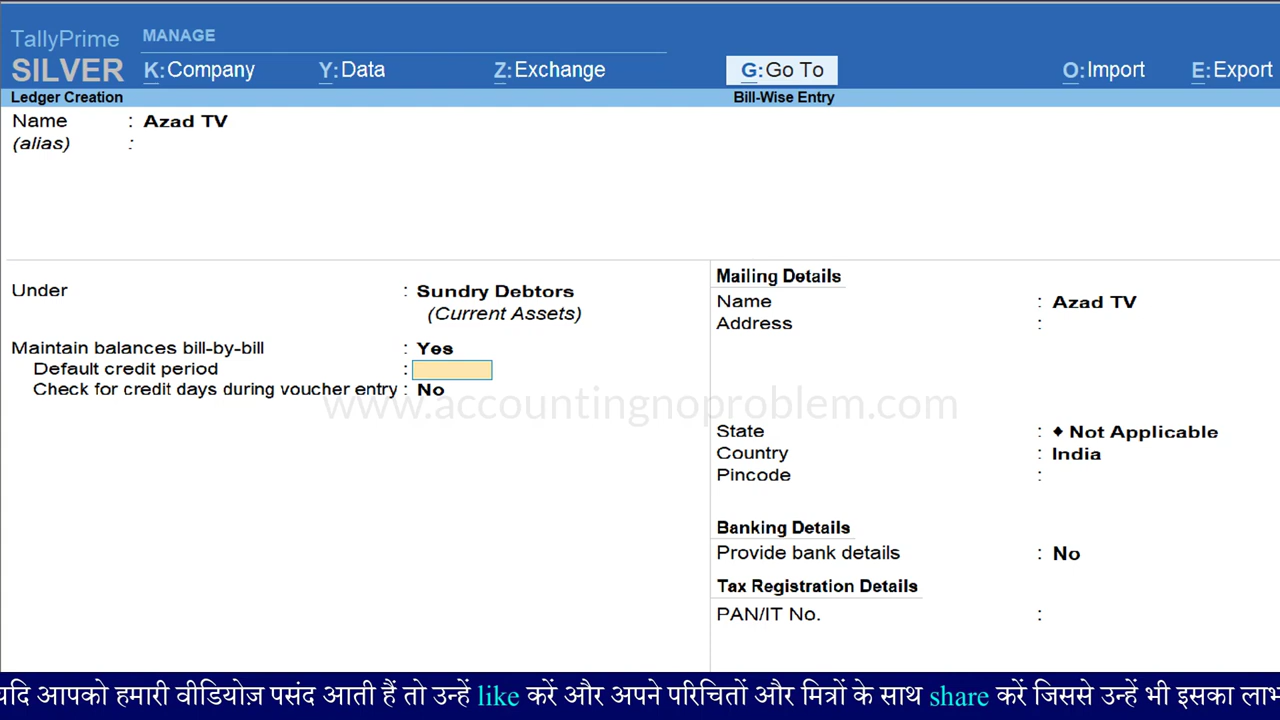 TallyPrime MANAGE
SILVER K:Company Y:Data Z:Exchange G:Go To O:Import E:Export
Ledger Creation Bill-Wise Entry
Name : Azad TV
(alias) :
Under : Sundry Debtors
(Current Assets)
Maintain balances bill-by-bill : Yes
Default credit period :
Check for credit days during voucher entry : No
Mailing Details
Name : Azad TV
Address :
State : ♦ Not Applicable
Country : India
Pincode :
Banking Details
Provide bank details : No
Tax Registration Details
PAN/IT No. :
www.accountingnoproblem.com
यदि आपको हमारी वीडियोज़ पसंद आती हैं तो उन्हें like करें और अपने परिचितों और मित्रों के साथ share करें जिससे उन्हें भी इसका लाभ